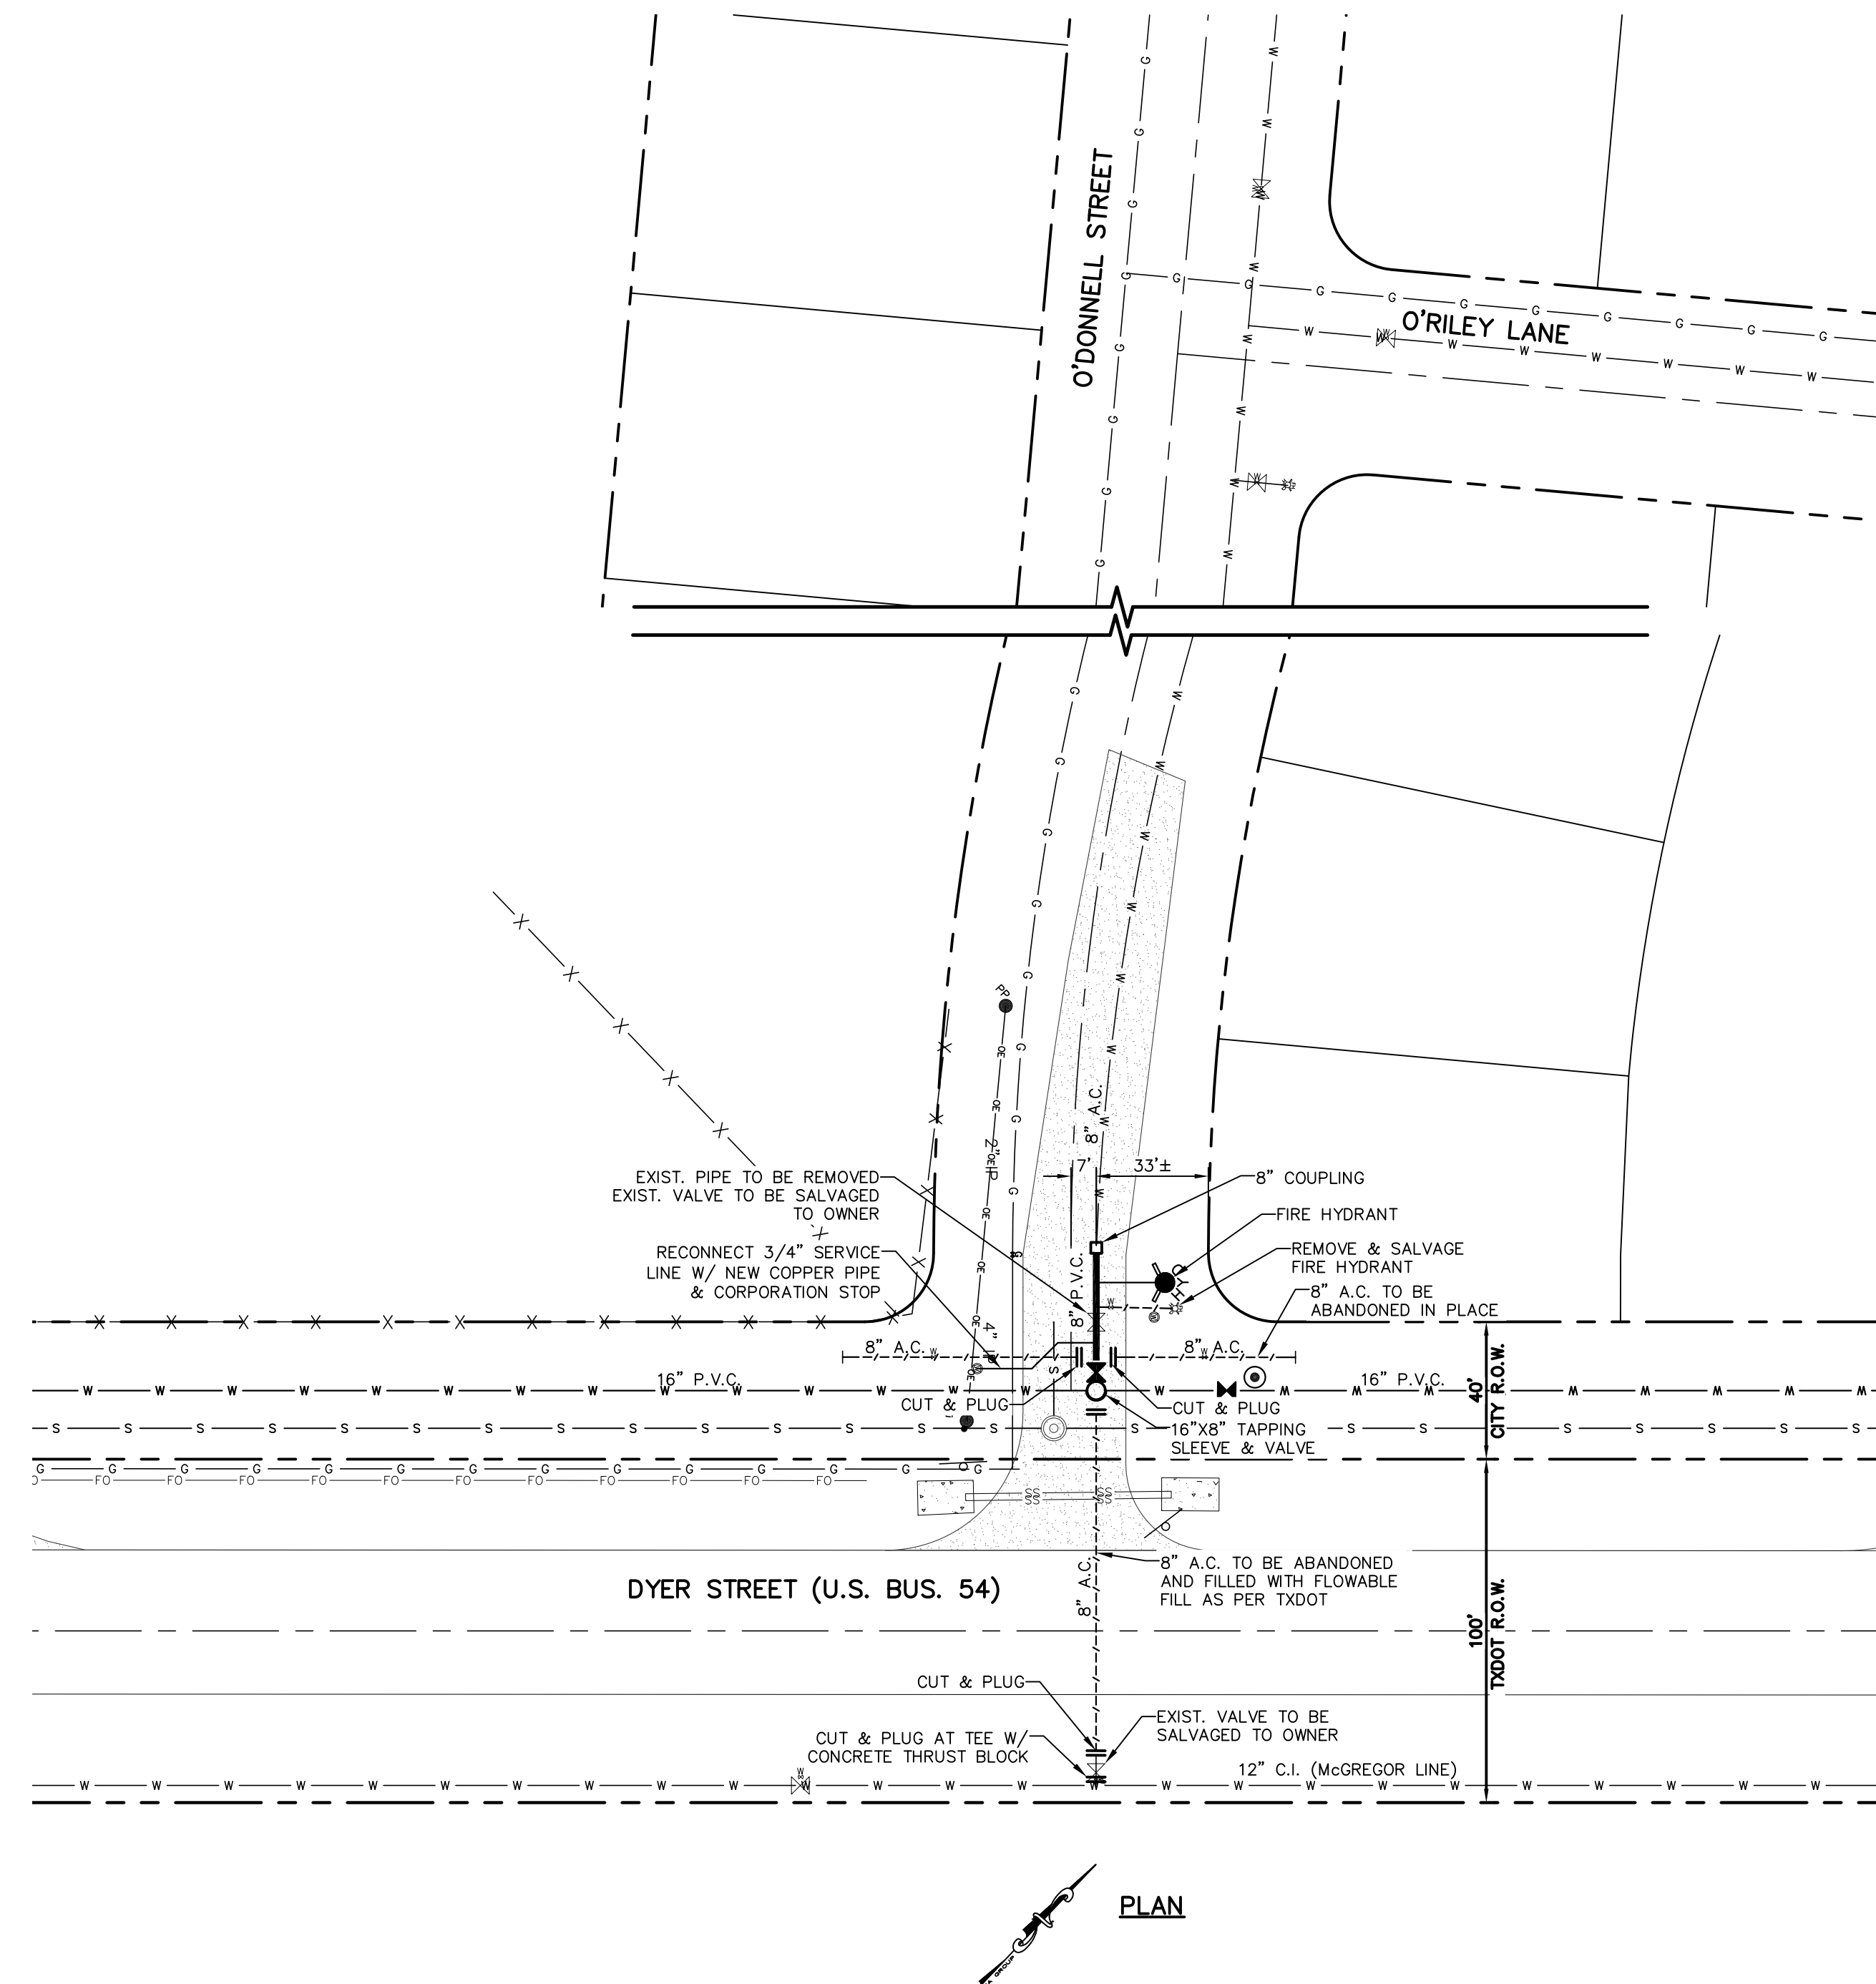 O'DONNELL STREET
O'RILEY LANE
PP
8" A.C.
2" HP
7'
33'±
EXIST. PIPE TO BE REMOVED
EXIST. VALVE TO BE SALVAGED
TO OWNER
8" COUPLING
FIRE HYDRANT
RECONNECT 3/4" SERVICE
LINE W/ NEW COPPER PIPE
& CORPORATION STOP
REMOVE & SALVAGE
FIRE HYDRANT
8" P.V.C.
HYD
8" A.C. TO BE
ABANDONED IN PLACE
8" A.C.
8" A.C.
16" P.V.C.
16" P.V.C.
40'
CITY R.O.W.
CUT & PLUG
CUT & PLUG
16"X8" TAPPING
SLEEVE & VALVE
8" A.C.
8" A.C. TO BE ABANDONED
AND FILLED WITH FLOWABLE
FILL AS PER TXDOT
DYER STREET (U.S. BUS. 54)
100'
TXDOT R.O.W.
CUT & PLUG
EXIST. VALVE TO BE
SALVAGED TO OWNER
CUT & PLUG AT TEE W/
CONCRETE THRUST BLOCK
12" C.I. (McGREGOR LINE)
PLAN
GROUP